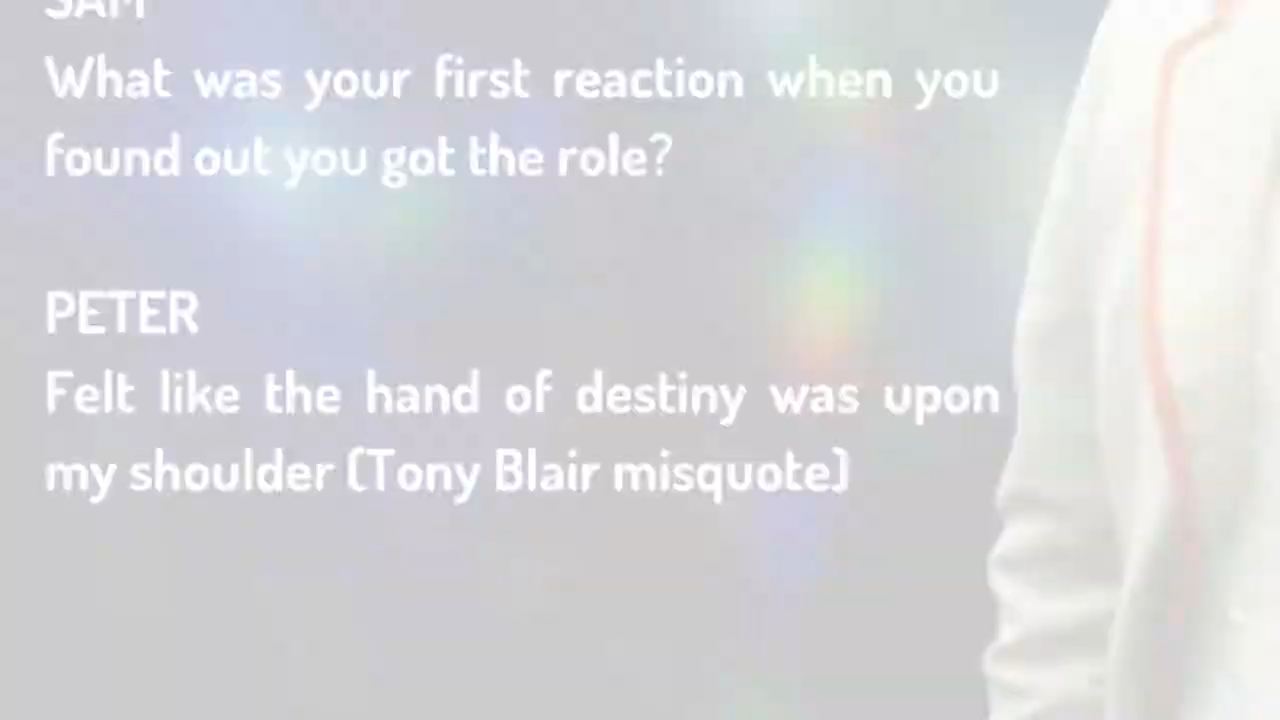 SAM
What was your first reaction when you
found out you got the role?
PETER
Felt like the hand of destiny was upon
my shoulder (Tony Blair misquote)